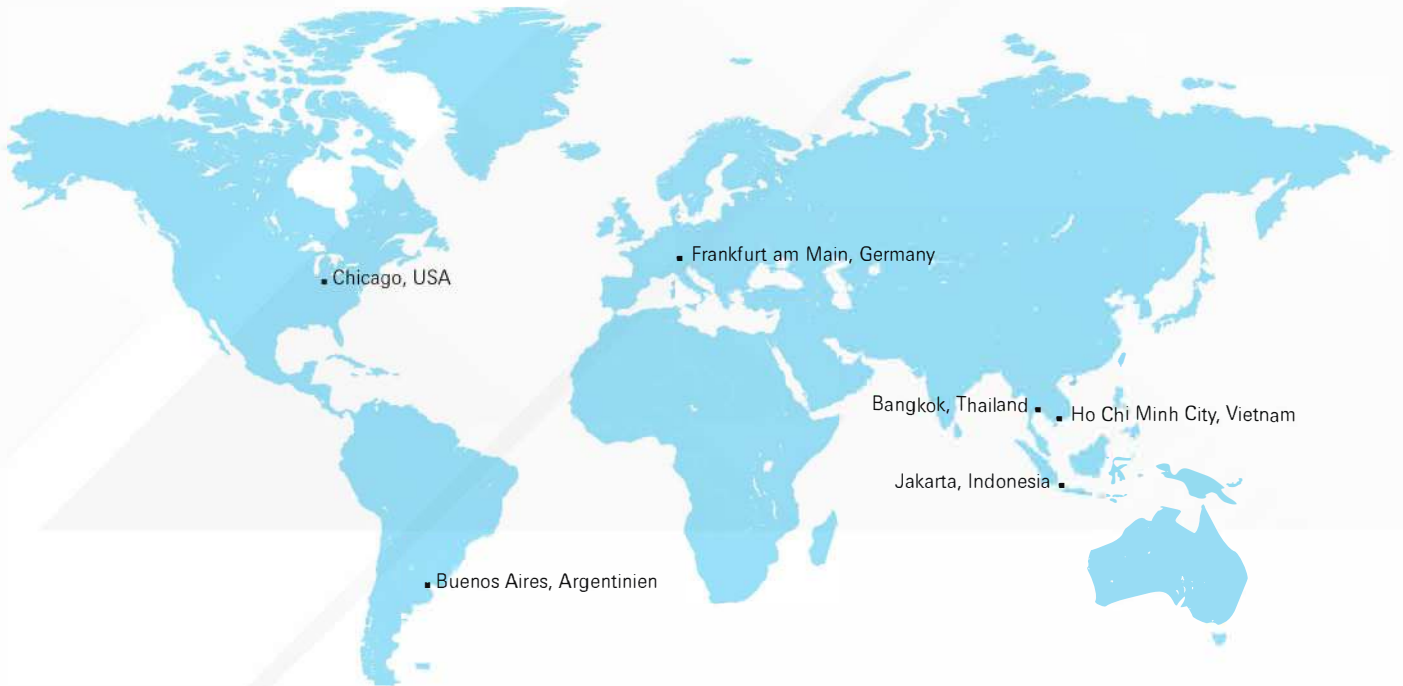 Frankfurt am Main, Germany
Chicago, USA
Bangkok, Thailand
Ho Chi Minh City, Vietnam
Jakarta, Indonesia
Buenos Aires, Argentinien